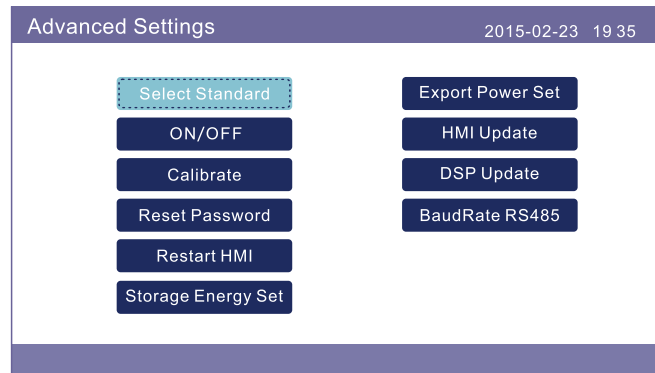 Advanced Settings
2015-02-23 19 35
Select Standard
ON/OFF
Calibrate
Reset Password
Restart HMI
Storage Energy Set
Export Power Set
HMI Update
DSP Update
BaudRate RS485